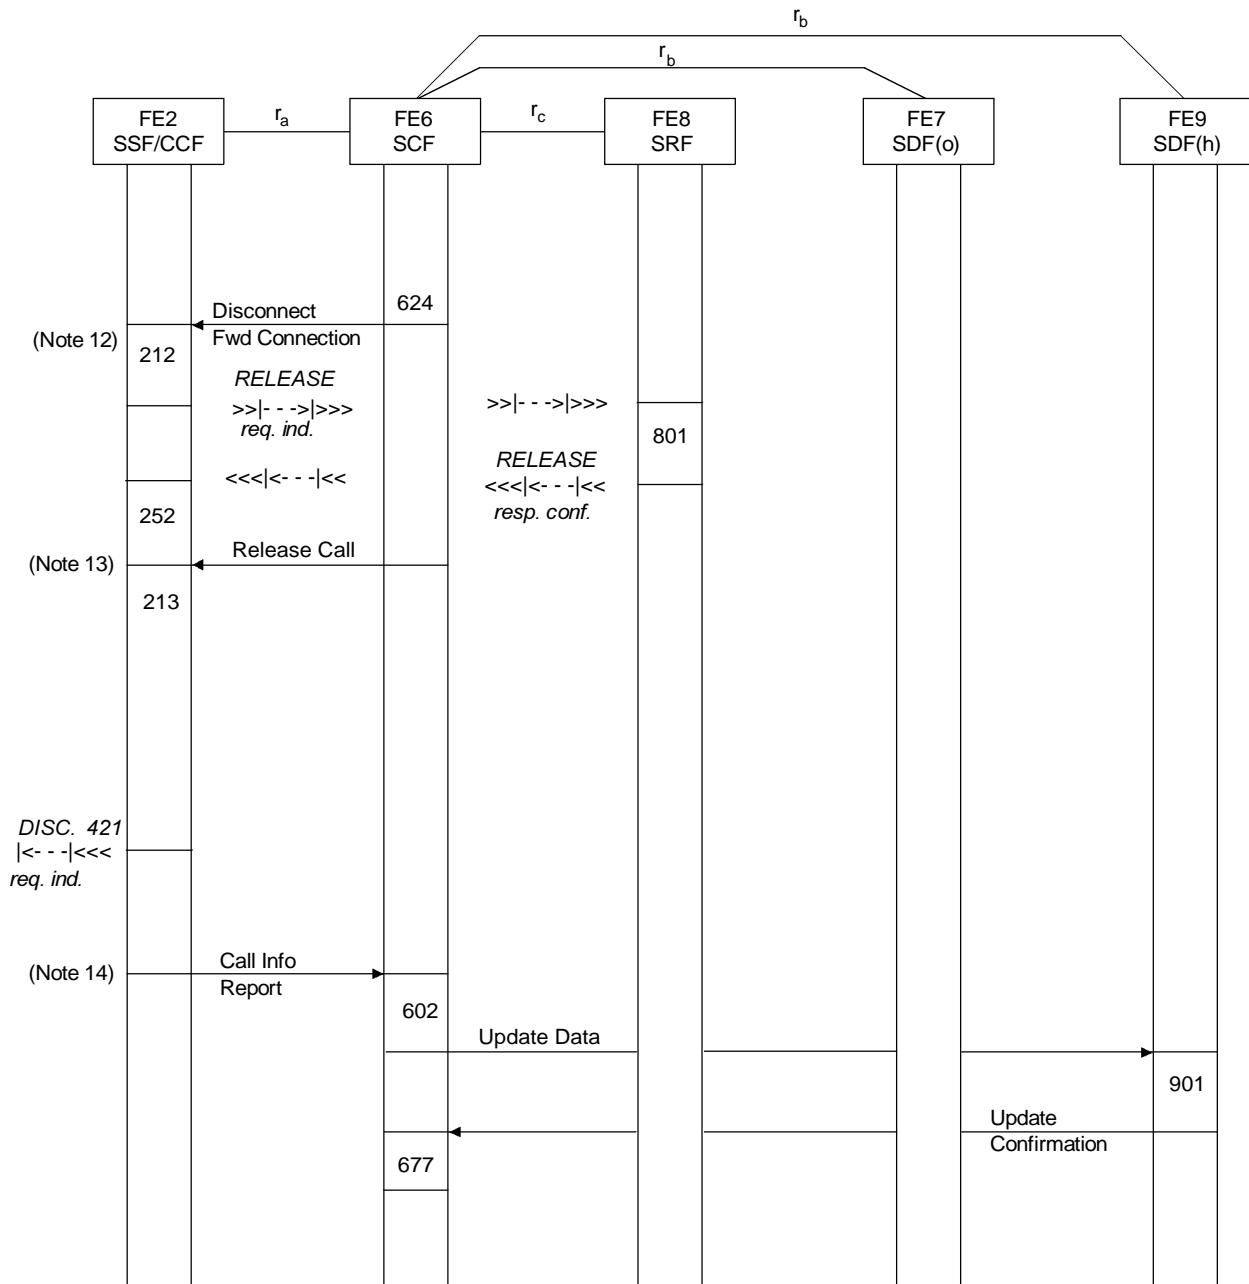 r_b
r_b
FE2
SSF/CCF
r_a
FE6
SCF
r_c
FE8
SRF
FE7
SDF(o)
FE9
SDF(h)
Disconnect
624
(Note 12)
Fwd Connection
212
RELEASE
>>|- - ->|>>>
req. ind.
>>|- - ->|>>>
801
RELEASE
<<<|<- - -|<<
<<<|<- - -|<<
resp. conf.
252
(Note 13)
Release Call
213
DISC. 421
|<- - -|<<<
req. ind.
(Note 14)
Call Info
Report
602
Update Data
901
Update
Confirmation
677